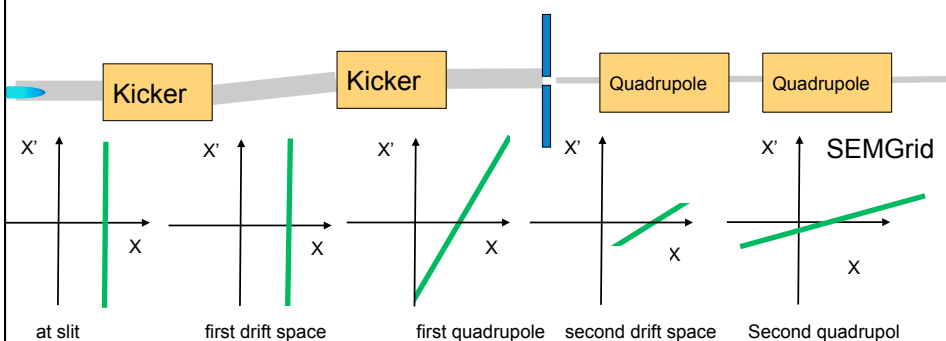 Kicker
Kicker
Quadrupole
Quadrupole
X'
X'
X'
X'
X'
SEMGrid
X
X
X
X
X
at slit
first drift space
first quadrupole
second drift space
Second quadrupol